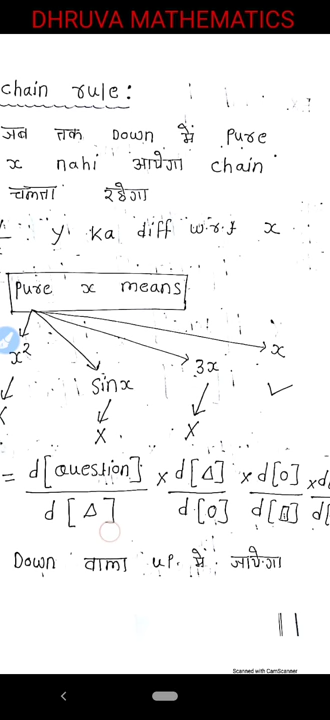 DHRUVA MATHEMATICS
chain rule:
जब तक Down में Pure
x nahi आयेगा chain
चलता रहेगा
y ka diff w.r.t x
Pure x means
x² sinx 3x x
x x ✓
= d[Question]/d[Δ] × d[Δ]/d[O] × d[O]/d[▯] ×
Down वाला up में जायेगा
Scanned with CamScanner